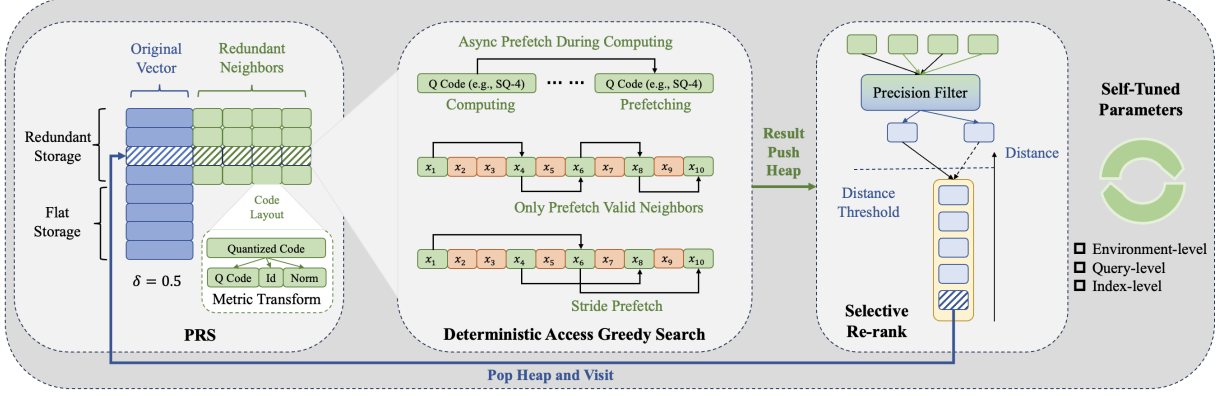 Original
Vector
Redundant
Neighbors
Redundant
Storage
Flat
Storage
δ = 0.5
Code
Layout
Quantized Code
Q Code
Id
Norm
Metric Transform
PRS
Async Prefetch During Computing
Q Code (e.g., SQ-4)
... ...
Q Code (e.g., SQ-4)
Computing
Prefetching
x1 x2 x3 x4 x5 x6 x7 x8 x9 x10
Only Prefetch Valid Neighbors
x1 x2 x3 x4 x5 x6 x7 x8 x9 x10
Stride Prefetch
Deterministic Access Greedy Search
Result
Push
Heap
Precision Filter
Distance
Distance
Threshold
Selective
Re-rank
Pop Heap and Visit
Self-Tuned
Parameters
Environment-level
Query-level
Index-level